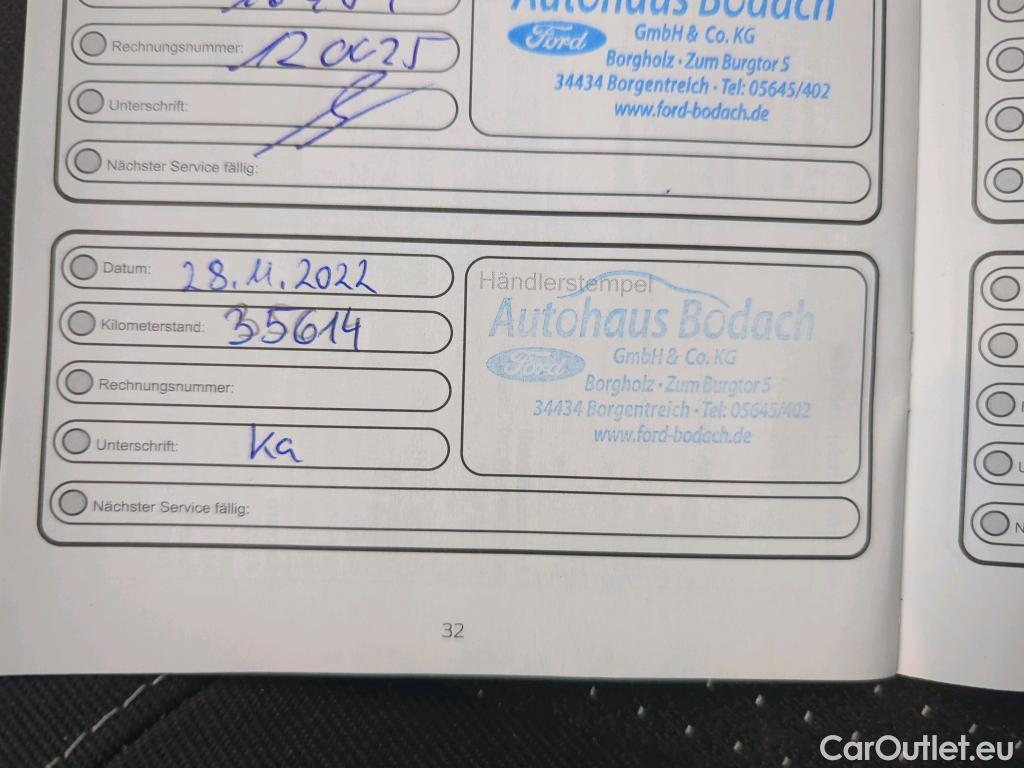 Autohaus Bodach
Ford
GmbH & Co. KG
Rechnungsnummer: 120025
Borgholz · Zum Burgtor 5
34434 Borgentreich · Tel: 05645/402
Unterschrift:
www.ford-bodach.de
Nächster Service fällig:
Datum: 28.11.2022
Händlerstempel
Kilometerstand: 35614
Autohaus Bodach
Ford
GmbH & Co. KG
Rechnungsnummer:
Borgholz · Zum Burgtor 5
34434 Borgentreich · Tel: 05645/402
Unterschrift: Ka
www.ford-bodach.de
Nächster Service fällig:
32
CarOutlet.eu